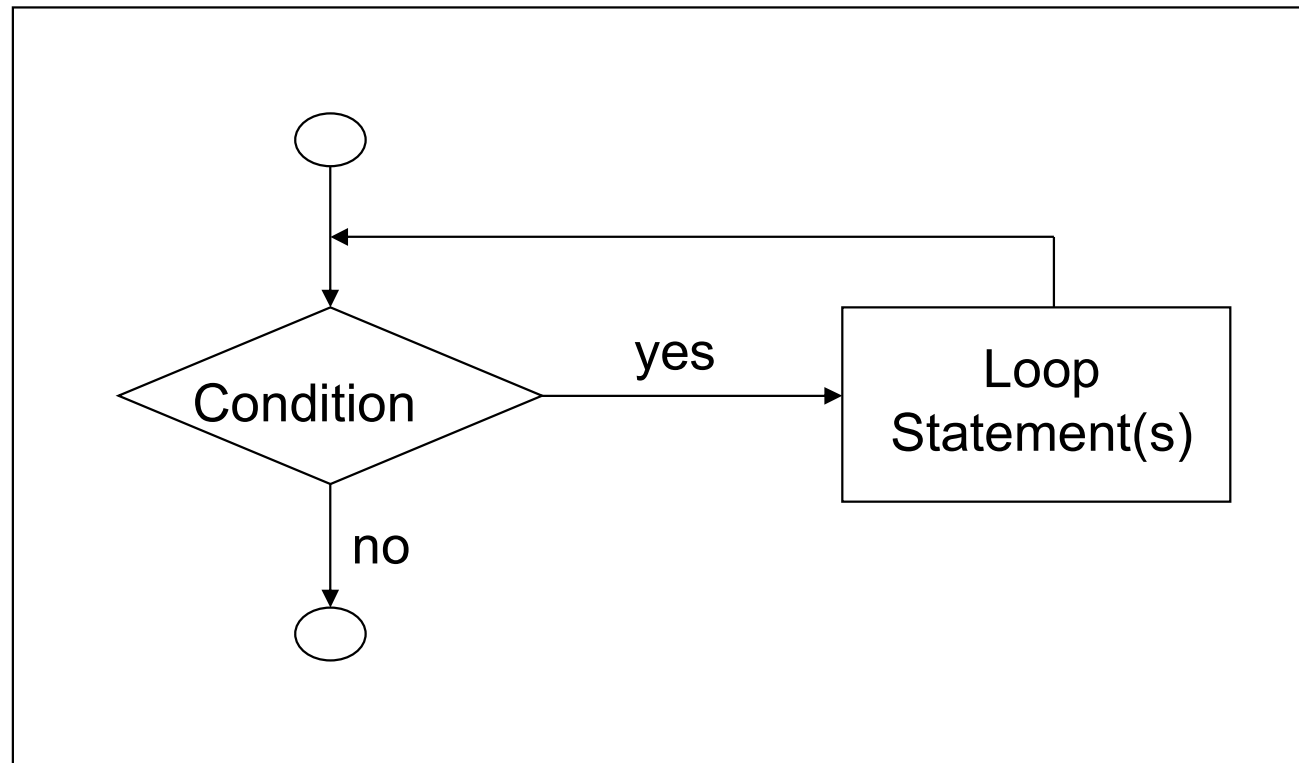 Condition
yes
Loop
Statement(s)
no